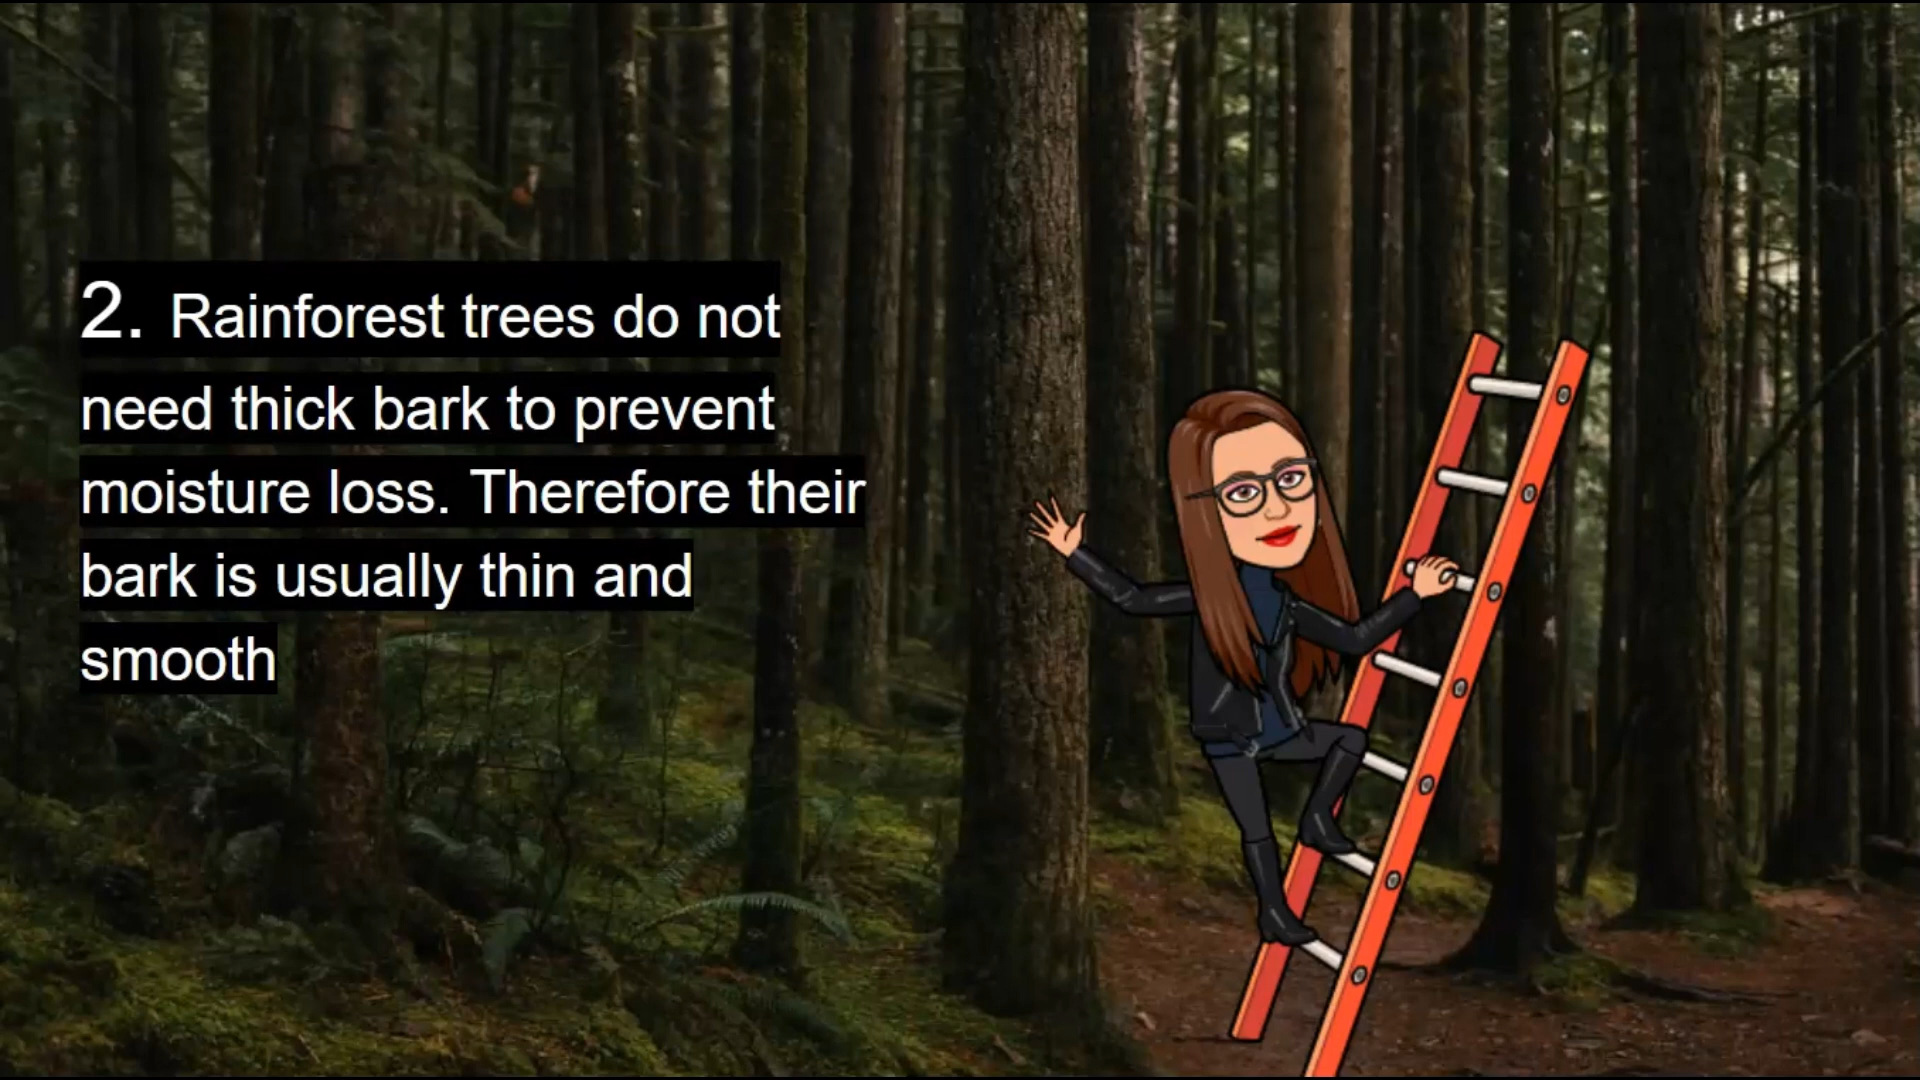 2. Rainforest trees do not
need thick bark to prevent
moisture loss. Therefore their
bark is usually thin and
smooth